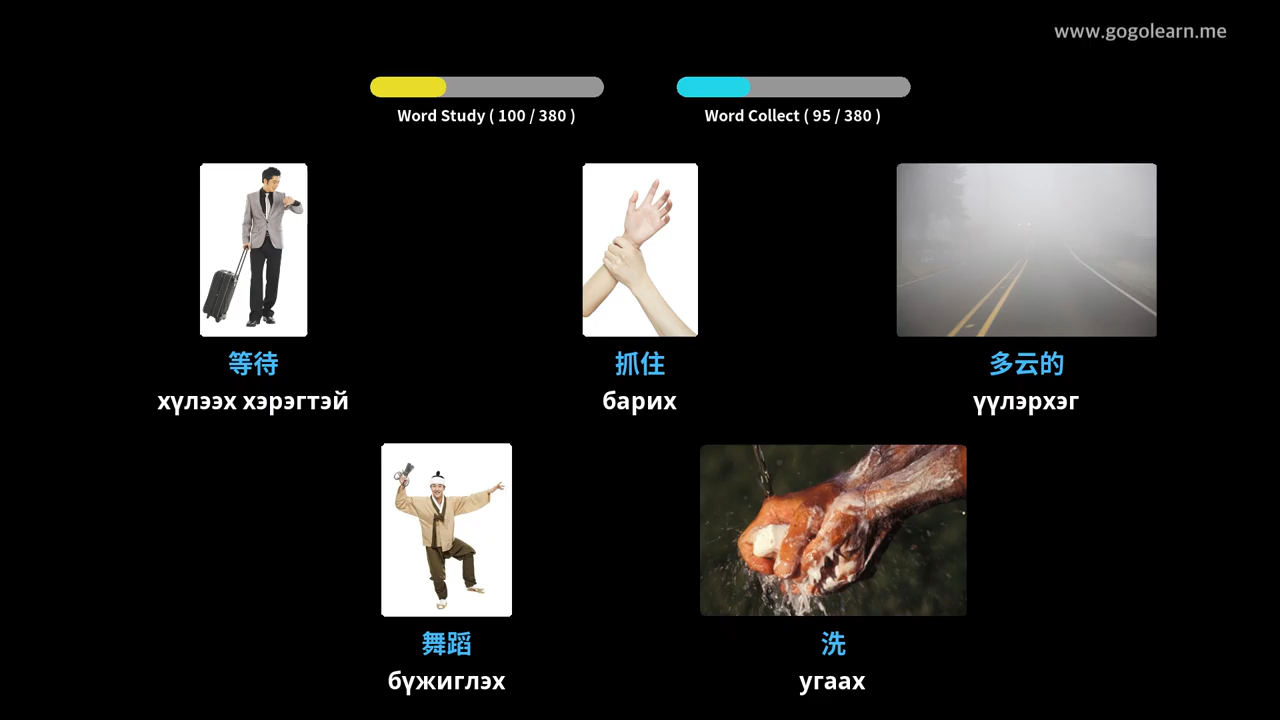 www.gogolearn.me
Word Study ( 100 / 380 )
Word Collect ( 95 / 380 )
等待
хүлээх хэрэгтэй
抓住
барих
多云的
үүлэрхэг
舞蹈
бүжиглэх
洗
угаах